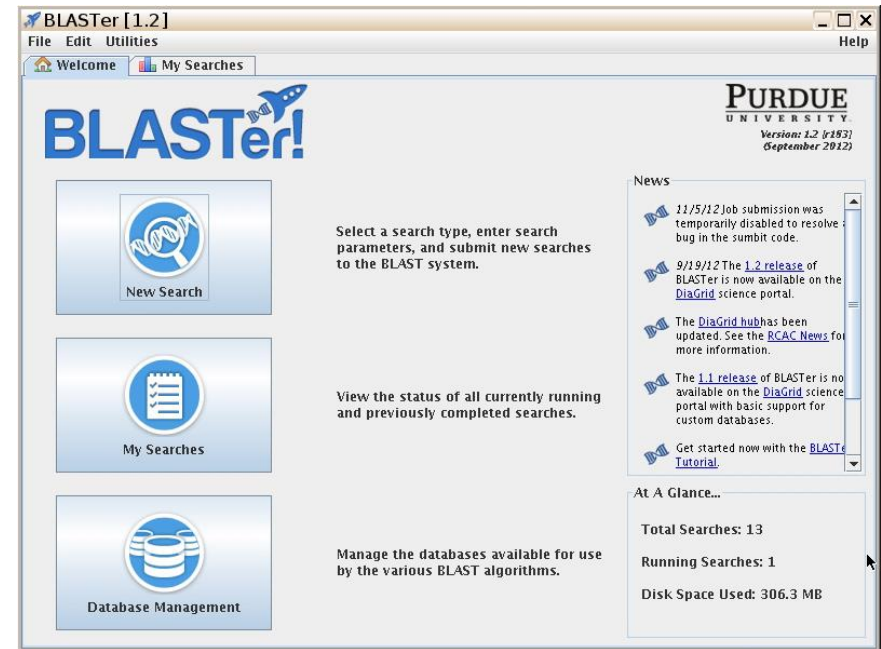 BLASTer [1.2]
File Edit Utilities
Help
Welcome
My Searches
BLASTer!
PURDUE
UNIVERSITY
Version: 1.2 [r183]
(September 2012)
New Search
Select a search type, enter search
parameters, and submit new searches
to the BLAST system.
My Searches
View the status of all currently running
and previously completed searches.
Database Management
Manage the databases available for use
by the various BLAST algorithms.
News
11/5/12 Job submission was
temporarily disabled to resolve
bug in the sumbit code.
9/19/12 The 1.2 release of
BLASTer is now available on the
DiaGrid science portal.
The DiaGrid hubhas been
updated. See the RCAC News for
more information.
The 1.1 release of BLASTer is no
available on the DiaGrid science
portal with basic support for
custom databases.
Get started now with the BLASTe
Tutorial.
At A Glance...
Total Searches: 13
Running Searches: 1
Disk Space Used: 306.3 MB